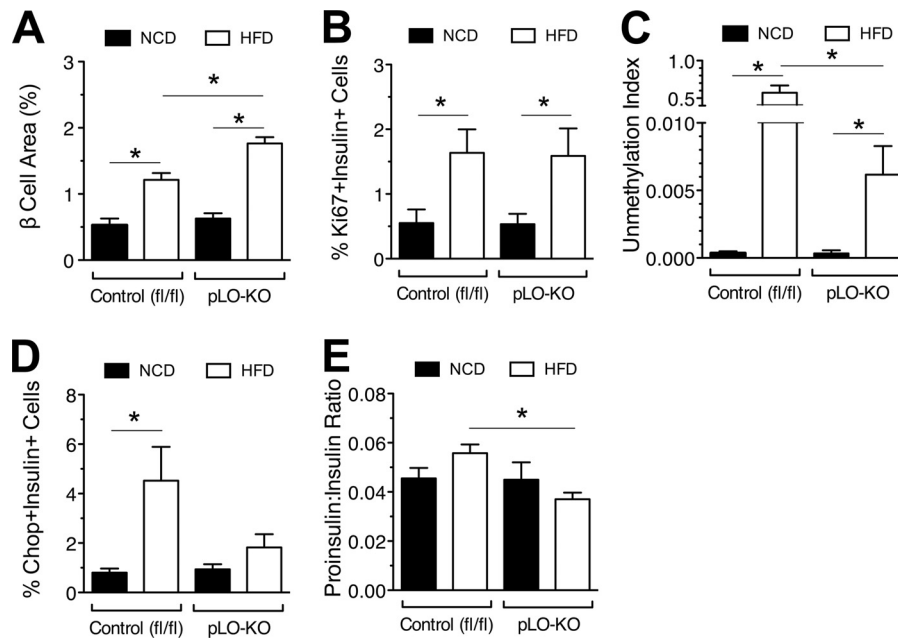 A
NCD HFD
β Cell Area (%)
3
2
1
0
*
*
*
Control (fl/fl) pLO-KO
B
NCD HFD
% Ki67+Insulin+ Cells
3
2
1
0
*
*
Control (fl/fl) pLO-KO
C
NCD HFD
Unmethylation Index
1.0
0.5
0.010
0.005
0.000
*
*
*
Control (fl/fl) pLO-KO
D
NCD HFD
% Chop+Insulin+ Cells
8
6
4
2
0
*
Control (fl/fl) pLO-KO
E
NCD HFD
Proinsulin:Insulin Ratio
0.08
0.06
0.04
0.02
0.00
*
Control (fl/fl) pLO-KO